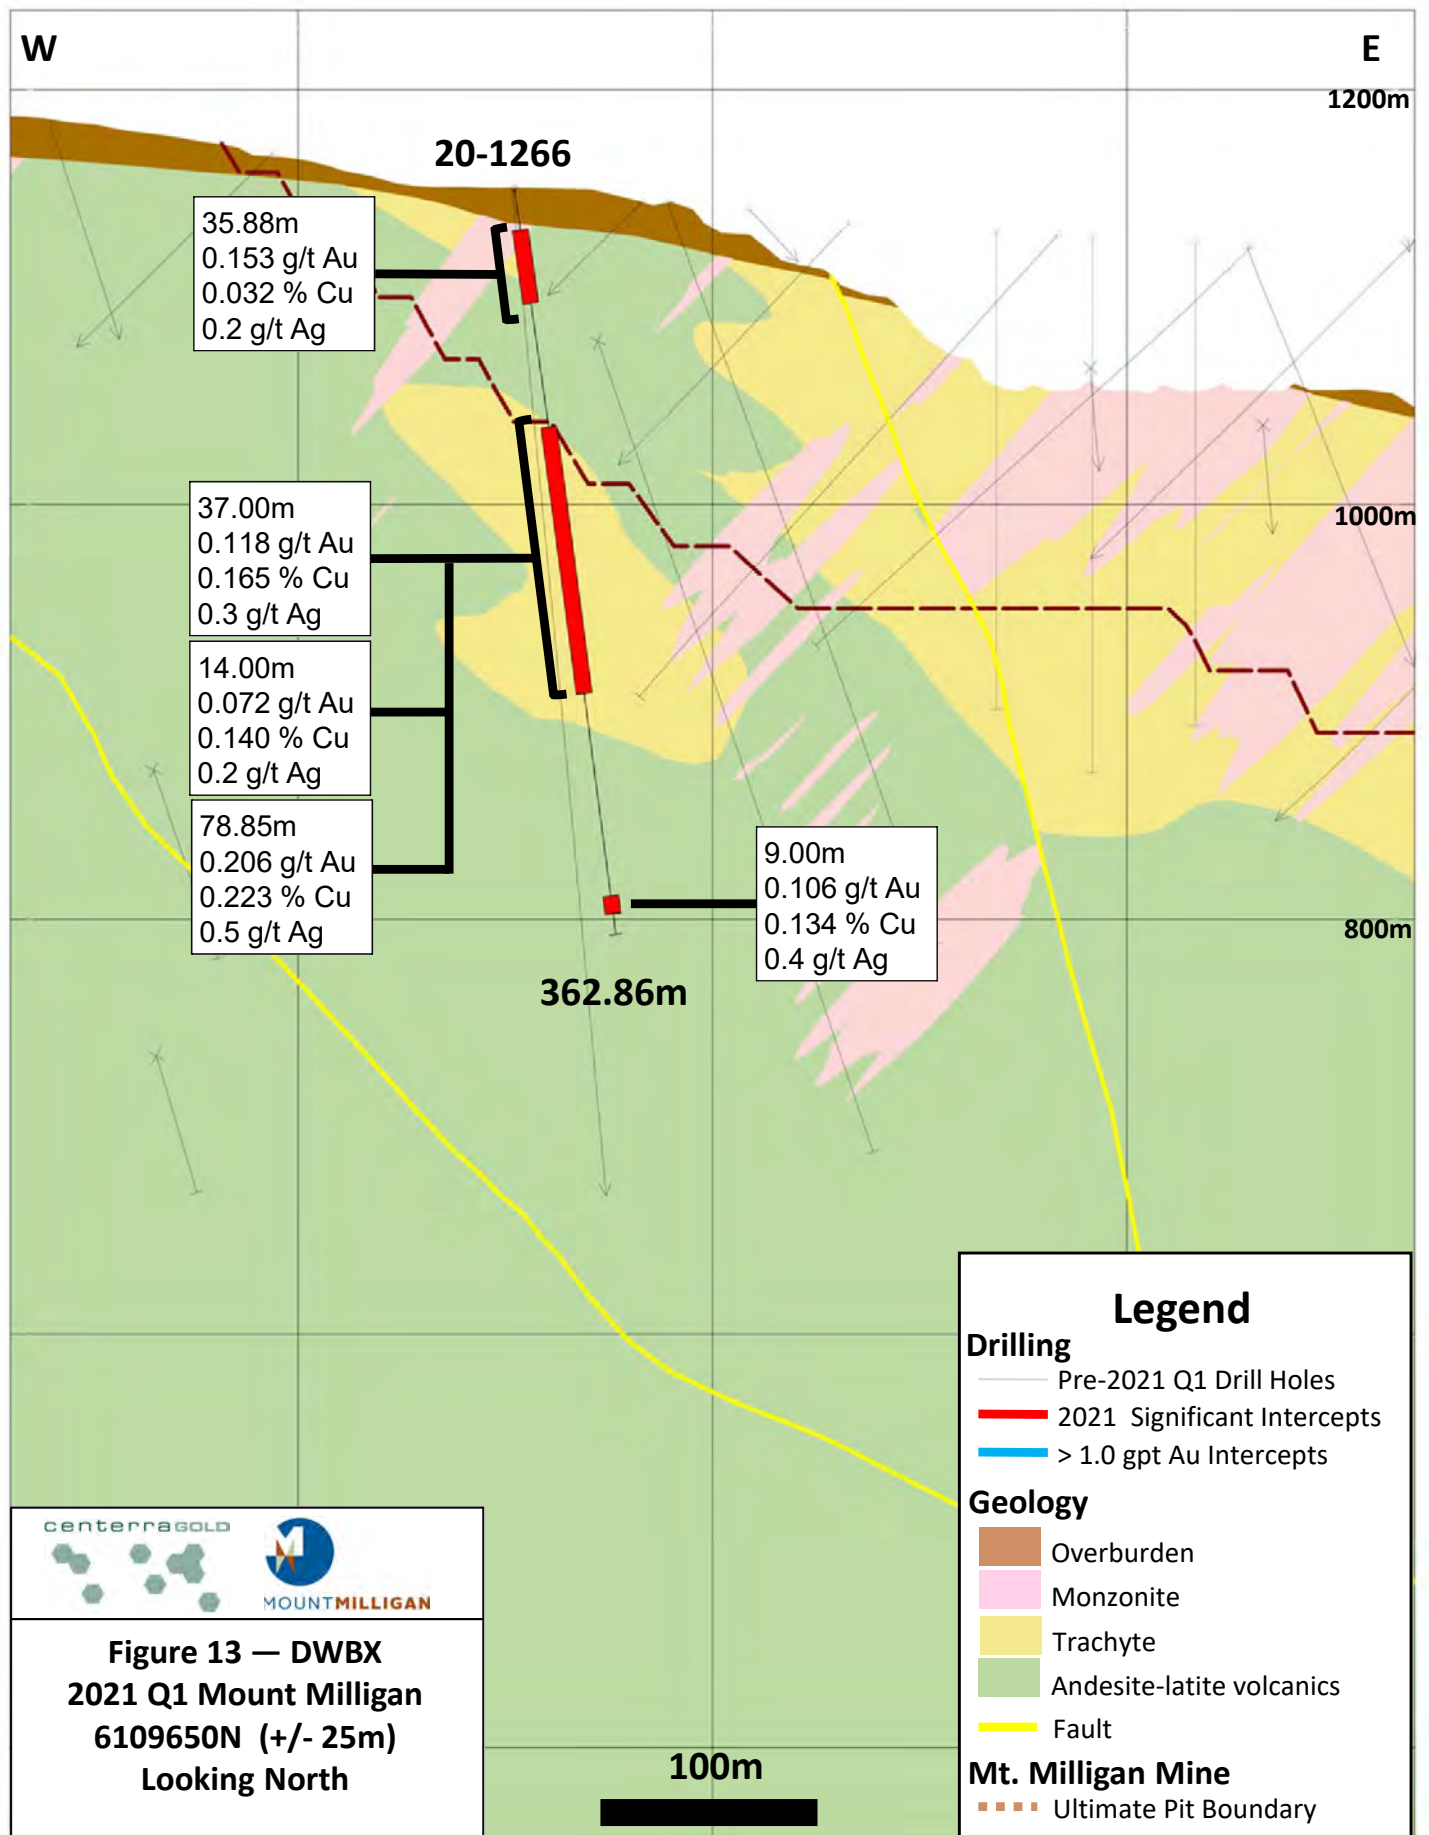 W
E
1200m
20-1266
35.88m
0.153 g/t Au
0.032 % Cu
0.2 g/t Ag
37.00m
0.118 g/t Au
0.165 % Cu
0.3 g/t Ag
1000m
14.00m
0.072 g/t Au
0.140 % Cu
0.2 g/t Ag
78.85m
0.206 g/t Au
0.223 % Cu
0.5 g/t Ag
9.00m
0.106 g/t Au
0.134 % Cu
0.4 g/t Ag
800m
362.86m
Legend
Drilling
Pre-2021 Q1 Drill Holes
2021 Significant Intercepts
> 1.0 gpt Au Intercepts
Geology
Overburden
Monzonite
Trachyte
Andesite-latite volcanics
Fault
Mt. Milligan Mine
Ultimate Pit Boundary
centerraGOLD
MOUNTMILLIGAN
Figure 13 — DWBX
2021 Q1 Mount Milligan
6109650N (+/- 25m)
Looking North
100m